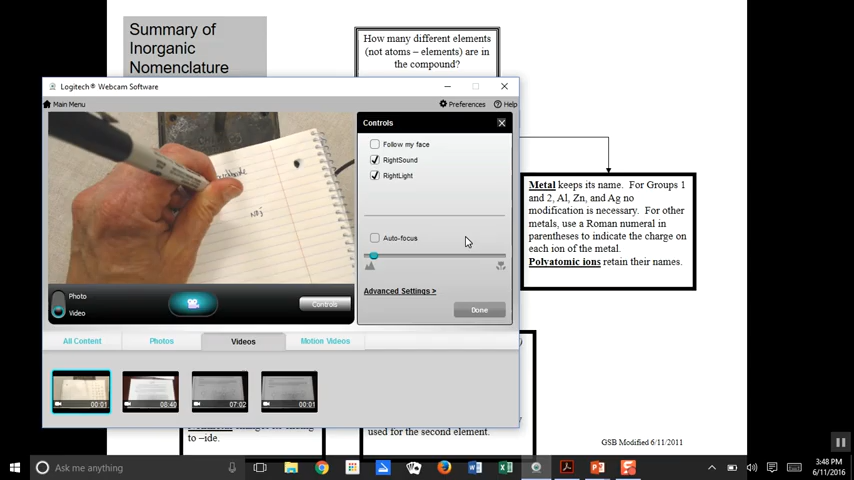 Summary of
Inorganic
Nomenclature
How many different elements
(not atoms – elements) are in
the compound?
Logitech® Webcam Software
Main Menu
Preferences
Help
Controls
Follow my face
RightSound
RightLight
Auto-focus
Advanced Settings >
Done
Photo
Video
Controls
All Content
Photos
Videos
Motion Videos
00:01
08:40
07:02
00:01
Metal keeps its name. For Groups 1
and 2, Al, Zn, and Ag no
modification is necessary. For other
metals, use a Roman numeral in
parentheses to indicate the charge on
each ion of the metal.
Polyatomic ions retain their names.
to –ide.
used for the second element.
GSB Modified 6/11/2011
Ask me anything
3:48 PM
6/11/2016